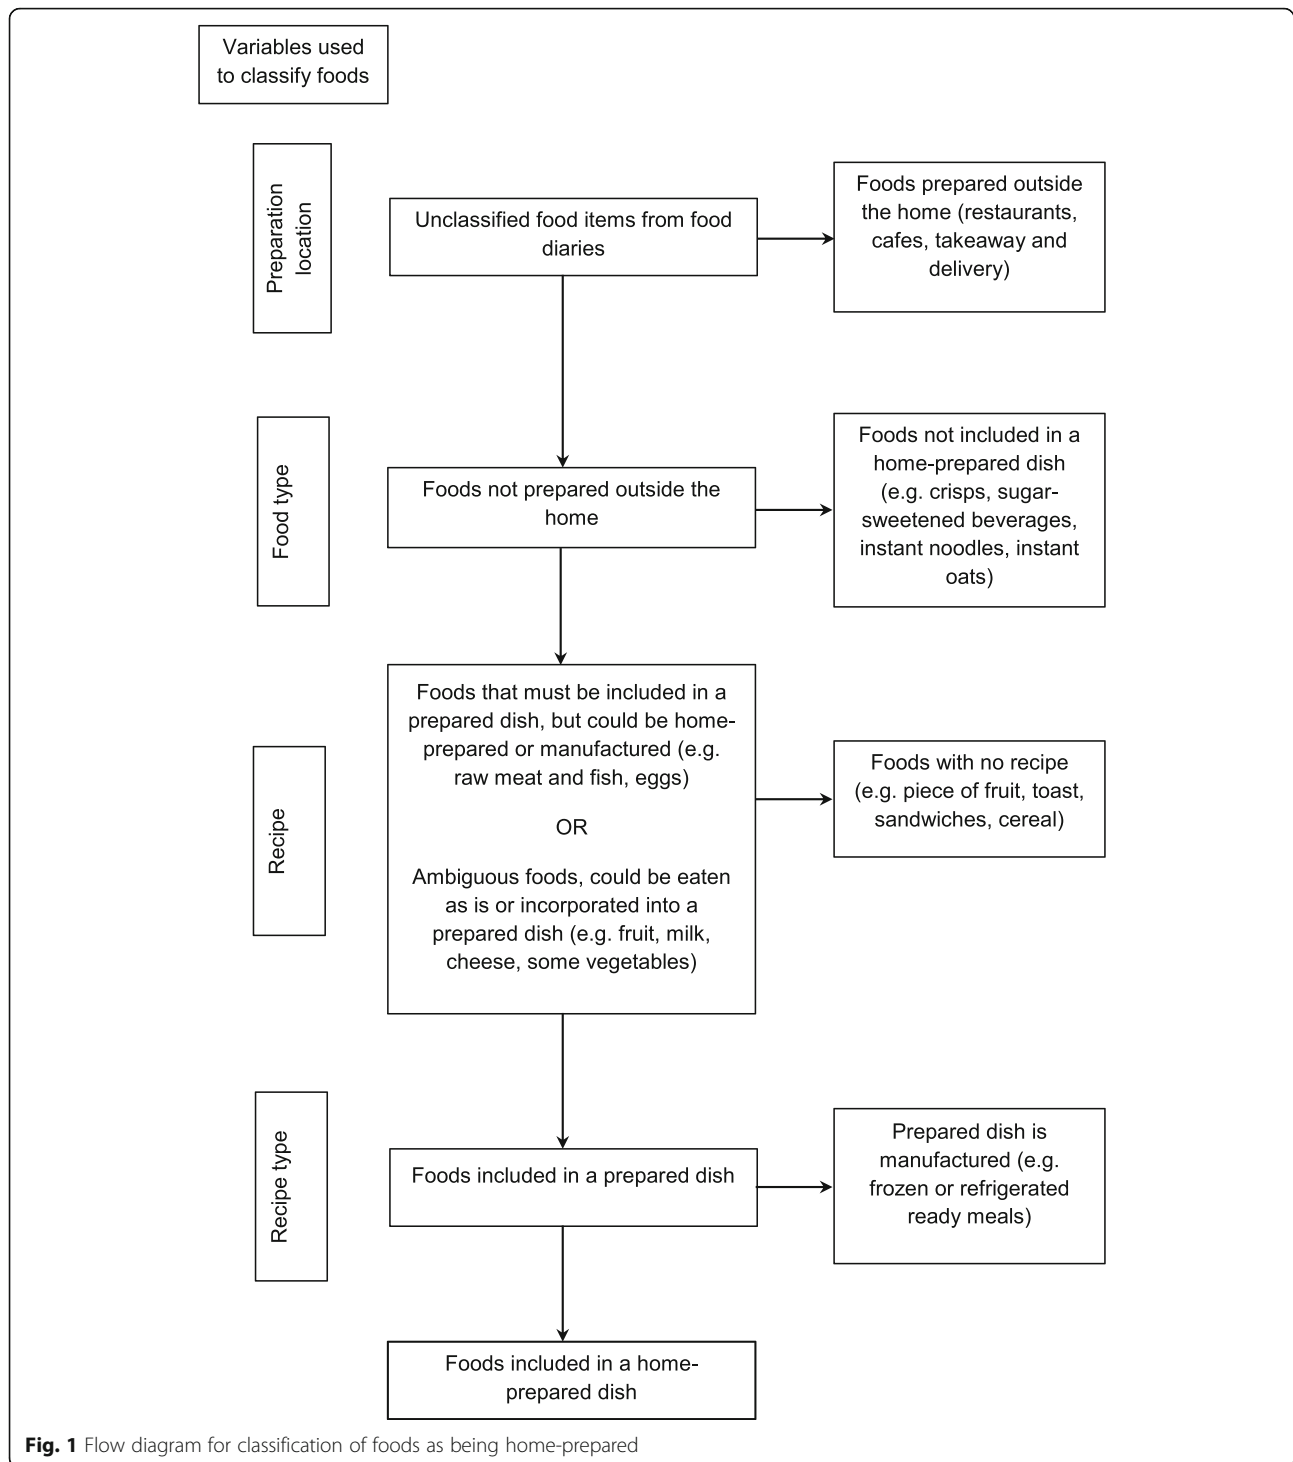 Variables used
to classify foods
Preparation
location
Unclassified food items from food
diaries
Foods prepared outside
the home (restaurants,
cafes, takeaway and
delivery)
Food type
Foods not prepared outside the
home
Foods not included in a
home-prepared dish
(e.g. crisps, sugar-
sweetened beverages,
instant noodles, instant
oats)
Recipe
Foods that must be included in a
prepared dish, but could be home-
prepared or manufactured (e.g.
raw meat and fish, eggs)
OR
Ambiguous foods, could be eaten
as is or incorporated into a
prepared dish (e.g. fruit, milk,
cheese, some vegetables)
Foods with no recipe
(e.g. piece of fruit, toast,
sandwiches, cereal)
Recipe type
Foods included in a prepared dish
Prepared dish is
manufactured (e.g.
frozen or refrigerated
ready meals)
Foods included in a home-
prepared dish
Fig. 1 Flow diagram for classification of foods as being home-prepared